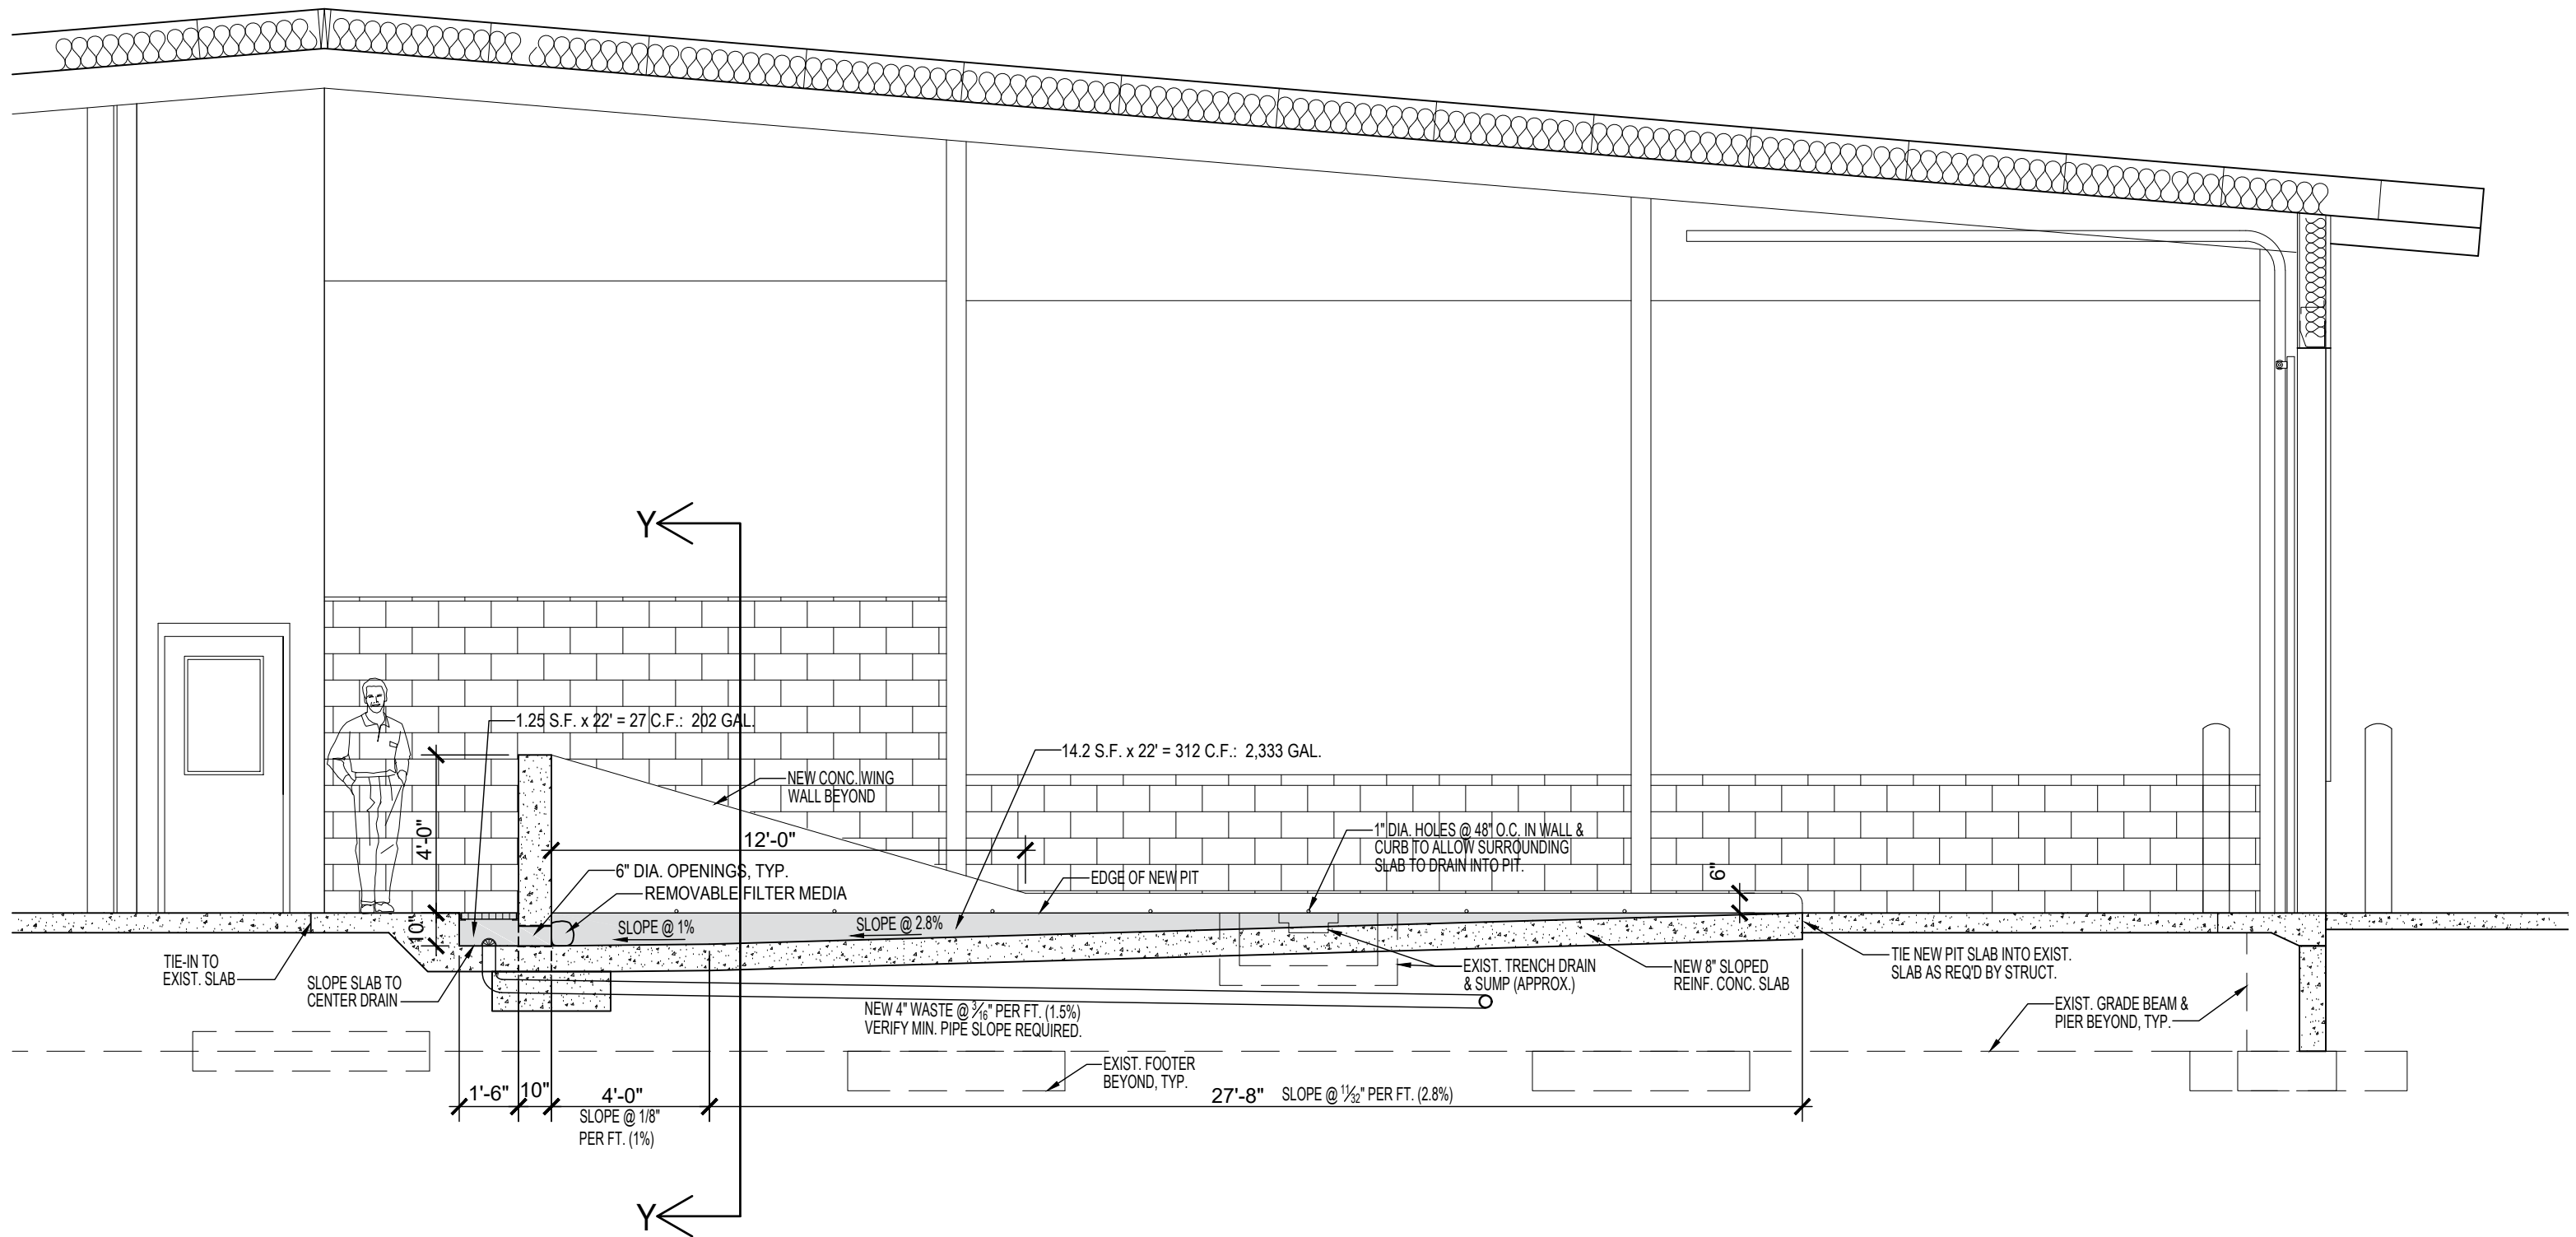 Y
1.25 S.F. x 22' = 27 C.F.: 202 GAL.
14.2 S.F. x 22' = 312 C.F.: 2,333 GAL.
NEW CONC. WING
WALL BEYOND
4'-0"
12'-0"
1" DIA. HOLES @ 48" O.C. IN WALL &
CURB TO ALLOW SURROUNDING
SLAB TO DRAIN INTO PIT.
6" DIA. OPENINGS, TYP.
REMOVABLE FILTER MEDIA
EDGE OF NEW PIT
6"
10"
SLOPE @ 1%
SLOPE @ 2.8%
TIE-IN TO
EXIST. SLAB
SLOPE SLAB TO
CENTER DRAIN
EXIST. TRENCH DRAIN
& SUMP (APPROX.)
NEW 8" SLOPED
REINF. CONC. SLAB
TIE NEW PIT SLAB INTO EXIST.
SLAB AS REQ'D BY STRUCT.
NEW 4" WASTE @ 3/16" PER FT. (1.5%)
VERIFY MIN. PIPE SLOPE REQUIRED.
EXIST. GRADE BEAM &
PIER BEYOND, TYP.
EXIST. FOOTER
BEYOND, TYP.
1'-6"
10"
4'-0"
SLOPE @ 1/8"
PER FT. (1%)
27'-8"
SLOPE @ 11/32" PER FT. (2.8%)
Y